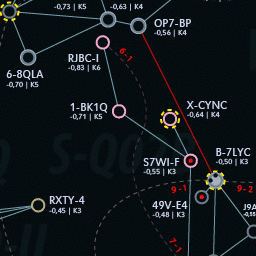 -0,73 | K5
-0,63 | K4
OP7-BP
-0,56 | K4
RJBC-I
-0,83 | K6
6-1
6-8QLA
-0,70 | K5
1-BK1Q
-0,71 | K5
X-CYNC
-0,64 | K4
B-7LYC
-0,50 | K3
S7WI-F
-0,55 | K3
9-1
9-2
49V-E4
-0,48 | K3
RXTY-4
-0,45 | K3
J9A
-0,5
7-1